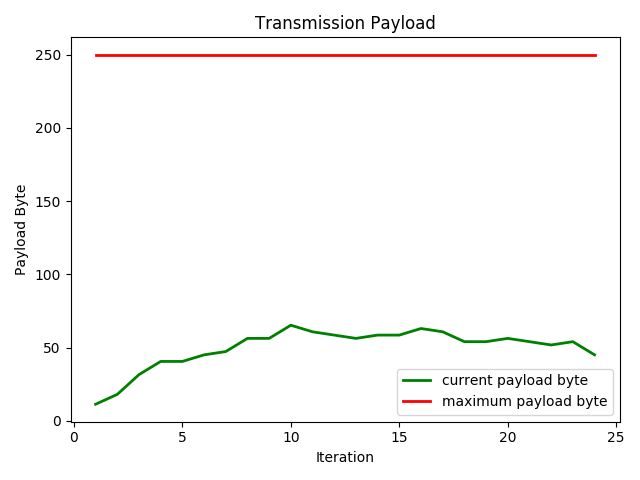 Transmission Payload
250
200
150
100
50
0
Payload Byte
current payload byte
maximum payload byte
0 5 10 15 20 25
Iteration